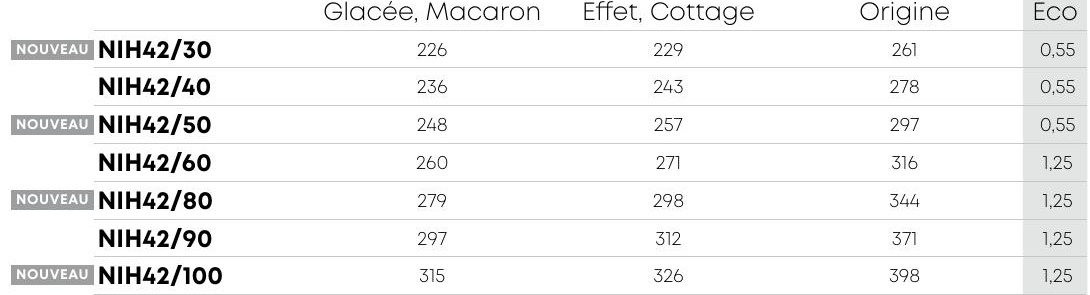 Glacée, Macaron Effet, Cottage Origine Eco
NOUVEAU NIH42/30 226 229 261 0,55
NIH42/40 236 243 278 0,55
NOUVEAU NIH42/50 248 257 297 0,55
NIH42/60 260 271 316 1,25
NOUVEAU NIH42/80 279 298 344 1,25
NIH42/90 297 312 371 1,25
NOUVEAU NIH42/100 315 326 398 1,25